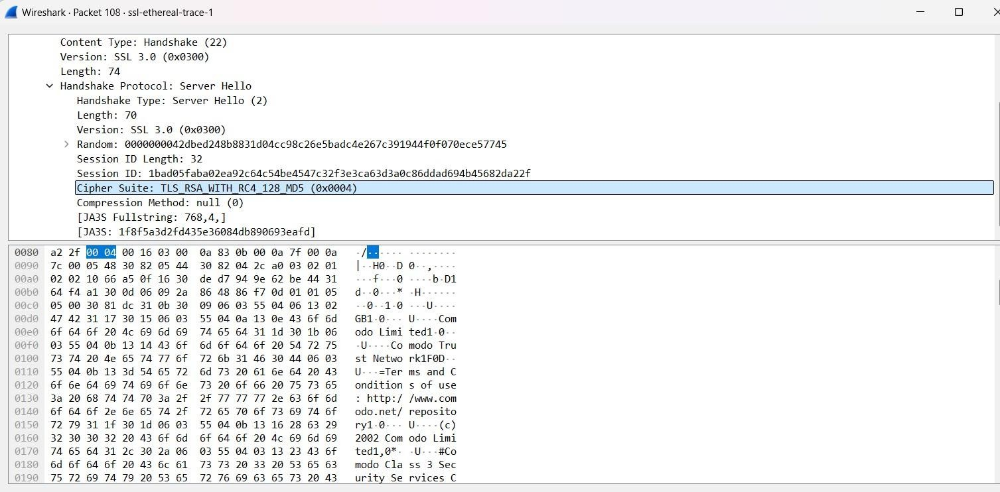 Wireshark · Packet 108 · ssl-ethereal-trace-1
Content Type: Handshake (22)
Version: SSL 3.0 (0x0300)
Length: 74
Handshake Protocol: Server Hello
Handshake Type: Server Hello (2)
Length: 70
Version: SSL 3.0 (0x0300)
Random: 0000000042dbed248b8831d04cc98c26e5badc4e267c391944f0f070ece57745
Session ID Length: 32
Session ID: 1bad05faba02ea92c64c54be4547c32f3e3ca63d3a0c86ddad694b45682da22f
Cipher Suite: TLS_RSA_WITH_RC4_128_MD5 (0x0004)
Compression Method: null (0)
[JA3S Fullstring: 768,4,]
[JA3S: 1f8f5a3d2fd435e36084db890693eafd]
0080 a2 2f 00 04 00 16 03 00 0a 83 0b 00 0a 7f 00 0a ·/······ ········
0090 7c 00 05 48 30 82 05 44 30 82 04 2c a0 03 02 01 |··H0··D 0··,····
00a0 02 02 10 66 a5 0f 16 30 de d7 94 9e 62 be 44 31 ···f···0 ····b·D1
00b0 64 f4 a1 30 0d 06 09 2a 86 48 86 f7 0d 01 01 05 d··0···* ·H······
00c0 05 00 30 81 dc 31 0b 30 09 06 03 55 04 06 13 02 ··0··1·0 ···U····
00d0 47 42 31 17 30 15 06 03 55 04 0a 13 0e 43 6f 6d GB1·0··· U····Com
00e0 6f 64 6f 20 4c 69 6d 69 74 65 64 31 1d 30 1b 06 odo Limi ted1·0··
00f0 03 55 04 0b 13 14 43 6f 6d 6f 64 6f 20 54 72 75 ·U····Co modo Tru
0100 73 74 20 4e 65 74 77 6f 72 6b 31 46 30 44 06 03 st Netwo rk1F0D··
0110 55 04 0b 13 3d 54 65 72 6d 73 20 61 6e 64 20 43 U···=Ter ms and C
0120 6f 6e 64 69 74 69 6f 6e 73 20 6f 66 20 75 73 65 ondition s of use
0130 3a 20 68 74 74 70 3a 2f 2f 77 77 77 2e 63 6f 6d : http:/ /www.com
0140 6f 64 6f 2e 6e 65 74 2f 72 65 70 6f 73 69 74 6f odo.net/ reposito
0150 72 79 31 1f 30 1d 06 03 55 04 0b 13 16 28 63 29 ry1·0··· U····(c)
0160 32 30 30 32 20 43 6f 6d 6f 64 6f 20 4c 69 6d 69 2002 Com odo Limi
0170 74 65 64 31 2c 30 2a 06 03 55 04 03 13 23 43 6f ted1,0*· ·U···#Co
0180 6d 6f 64 6f 20 43 6c 61 73 73 20 33 20 53 65 63 modo Cla ss 3 Sec
0190 75 72 69 74 79 20 53 65 72 76 69 63 65 73 20 43 urity Se rvices C